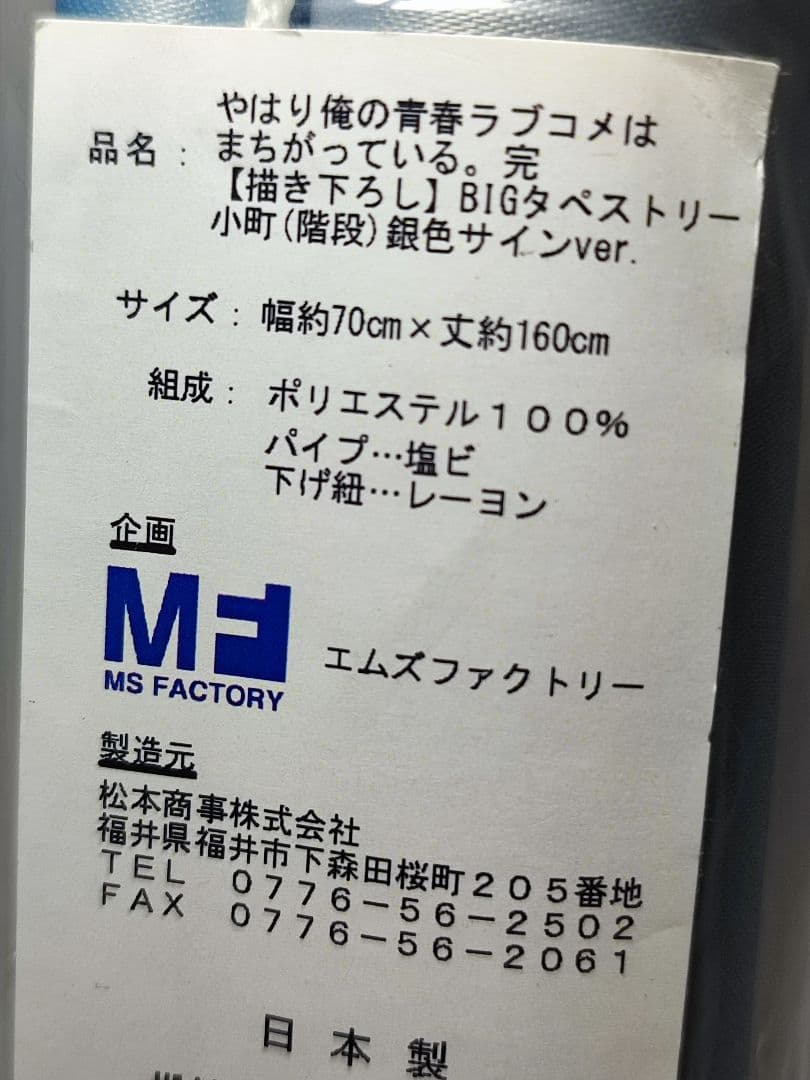 品名： やはり俺の青春ラブコメは
まちがっている。完
【描き下ろし】BIGタペストリー
小町(階段)銀色サインver.
サイズ： 幅約70cm×丈約160cm
組成： ポリエステル１００％
パイプ…塩ビ
下げ紐…レーヨン
企画
MF
MS FACTORY
エムズファクトリー
製造元
松本商事株式会社
福井県福井市下森田桜町２０５番地
ＴＥＬ ０７７６－５６－２５０２
ＦＡＸ ０７７６－５６－２０６１
日本製